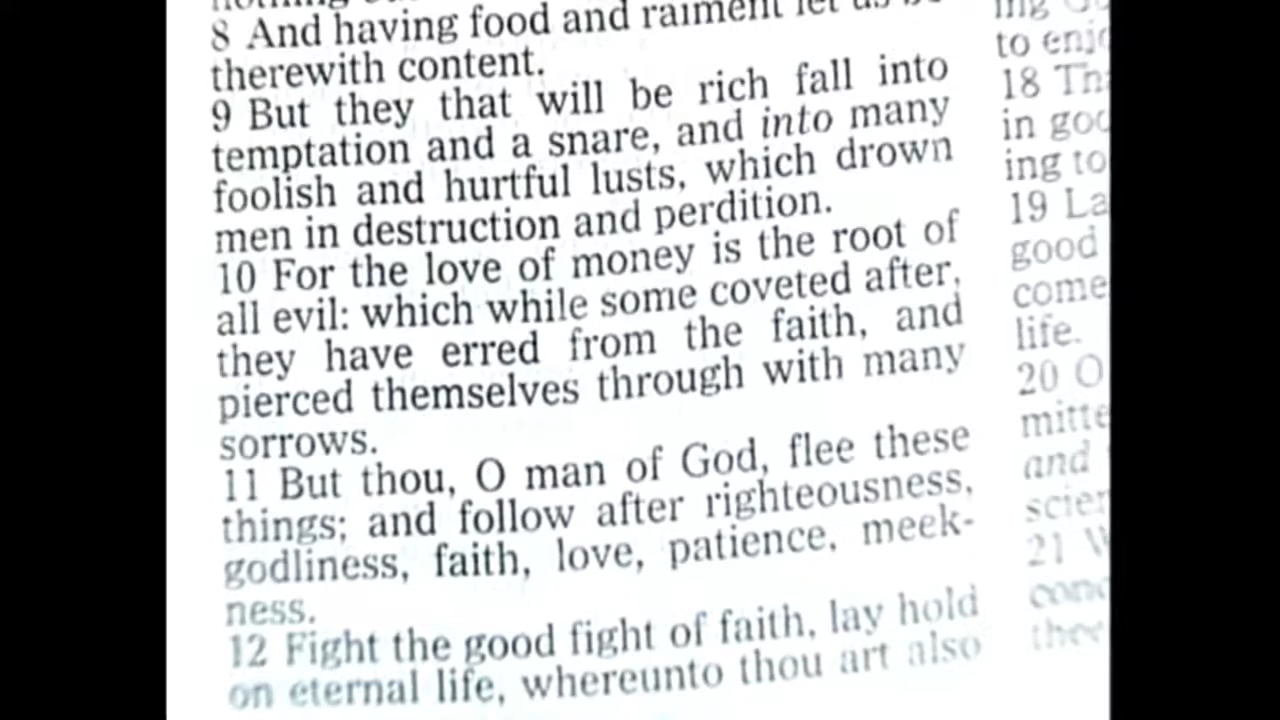 8 And having food and raiment let us be
therewith content.
9 But they that will be rich fall into
temptation and a snare, and into many
foolish and hurtful lusts, which drown
men in destruction and perdition.
10 For the love of money is the root of
all evil: which while some coveted after,
they have erred from the faith, and
pierced themselves through with many
sorrows.
11 But thou, O man of God, flee these
things; and follow after righteousness,
godliness, faith, love, patience, meek-
ness.
12 Fight the good fight of faith, lay hold
on eternal life, whereunto thou art also
to enj
18 Tha
in goo
ing to
19 La
good
come
life.
20 O
mitte
and
scien
21 W
conc
thee